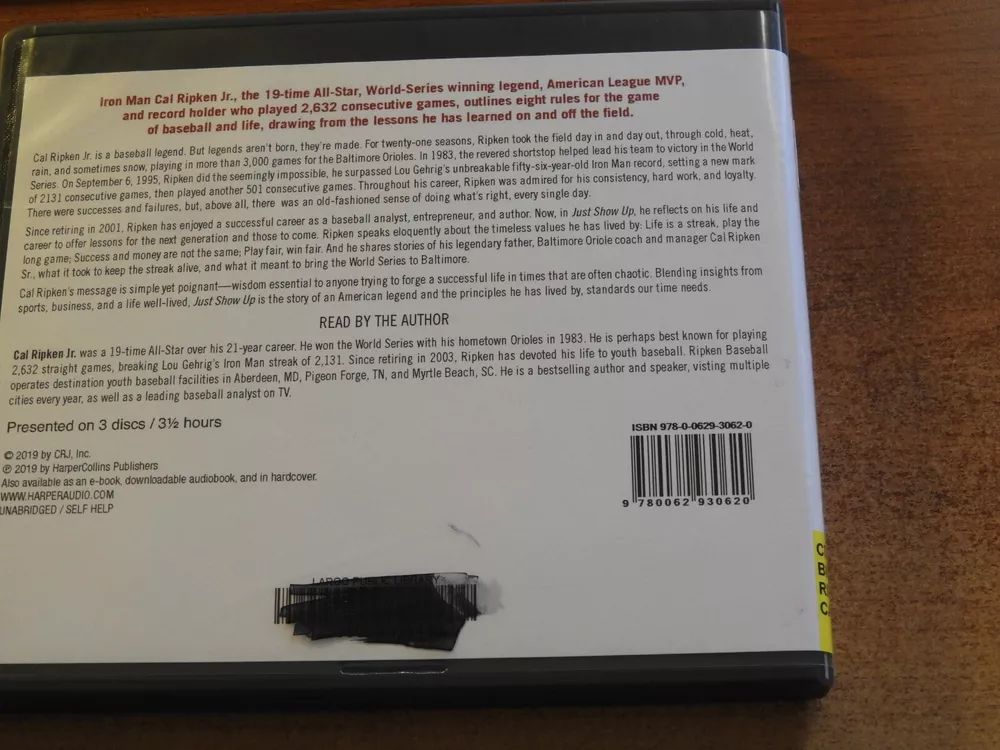 Iron Man Cal Ripken Jr., the 19-time All-Star, World-Series winning legend, American League MVP,
and record holder who played 2,632 consecutive games, outlines eight rules for the game
of baseball and life, drawing from the lessons he has learned on and off the field.
Cal Ripken Jr. is a baseball legend. But legends aren't born, they're made. For twenty-one seasons, Ripken took the field day in and day out, through cold, heat,
rain, and sometimes snow, playing in more than 3,000 games for the Baltimore Orioles. In 1983, the revered shortstop helped lead his team to victory in the World
Series. On September 6, 1995, Ripken did the seemingly impossible, he surpassed Lou Gehrig's unbreakable fifty-six-year-old Iron Man record, setting a new mark
of 2131 consecutive games, then played another 501 consecutive games. Throughout his career, Ripken was admired for his consistency, hard work, and loyalty.
There were successes and failures, but, above all, there was an old-fashioned sense of doing what's right, every single day.
Since retiring in 2001, Ripken has enjoyed a successful career as a baseball analyst, entrepreneur, and author. Now, in Just Show Up, he reflects on his life and
career to offer lessons for the next generation and those to come. Ripken speaks eloquently about the timeless values he has lived by: Life is a streak, play the
long game; Success and money are not the same; Play fair, win fair. And he shares stories of his legendary father, Baltimore Oriole coach and manager Cal Ripken
Sr., what it took to keep the streak alive, and what it meant to bring the World Series to Baltimore.
Cal Ripken's message is simple yet poignant—wisdom essential to anyone trying to forge a successful life in times that are often chaotic. Blending insights from
sports, business, and a life well-lived, Just Show Up is the story of an American legend and the principles he has lived by, standards our time needs.
READ BY THE AUTHOR
Cal Ripken Jr. was a 19-time All-Star over his 21-year career. He won the World Series with his hometown Orioles in 1983. He is perhaps best known for playing
2,632 straight games, breaking Lou Gehrig's Iron Man streak of 2,131. Since retiring in 2003, Ripken has devoted his life to youth baseball. Ripken Baseball
operates destination youth baseball facilities in Aberdeen, MD, Pigeon Forge, TN, and Myrtle Beach, SC. He is a bestselling author and speaker, visting multiple
cities every year, as well as a leading baseball analyst on TV.
Presented on 3 discs / 3½ hours
© 2019 by CRJ, Inc.
℗ 2019 by HarperCollins Publishers
Also available as an e-book, downloadable audiobook, and in hardcover.
WWW.HARPERAUDIO.COM
UNABRIDGED / SELF HELP
ISBN 978-0-0629-3062-0
9 780062 930620
LARGO PUBLIC LIBRARY